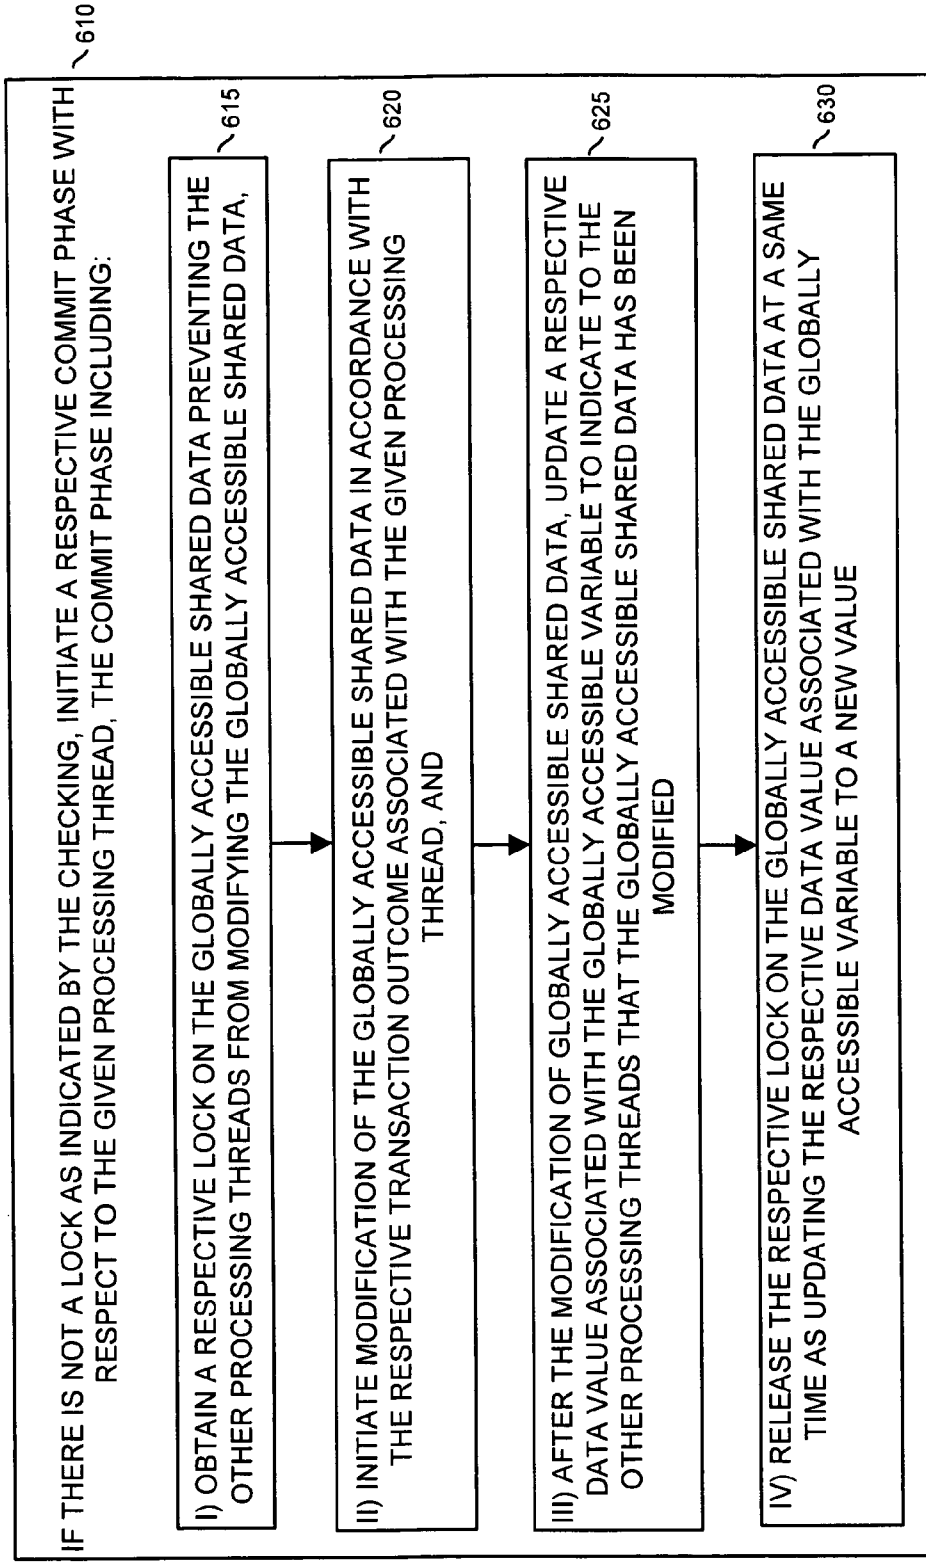 IF THERE IS NOT A LOCK AS INDICATED BY THE CHECKING, INITIATE A RESPECTIVE COMMIT PHASE WITH
RESPECT TO THE GIVEN PROCESSING THREAD, THE COMMIT PHASE INCLUDING:
610
I) OBTAIN A RESPECTIVE LOCK ON THE GLOBALLY ACCESSIBLE SHARED DATA PREVENTING THE
OTHER PROCESSING THREADS FROM MODIFYING THE GLOBALLY ACCESSIBLE SHARED DATA,
615
II) INITIATE MODIFICATION OF THE GLOBALLY ACCESSIBLE SHARED DATA IN ACCORDANCE WITH
THE RESPECTIVE TRANSACTION OUTCOME ASSOCIATED WITH THE GIVEN PROCESSING
THREAD, AND
620
III) AFTER THE MODIFICATION OF GLOBALLY ACCESSIBLE SHARED DATA, UPDATE A RESPECTIVE
DATA VALUE ASSOCIATED WITH THE GLOBALLY ACCESSIBLE VARIABLE TO INDICATE TO THE
OTHER PROCESSING THREADS THAT THE GLOBALLY ACCESSIBLE SHARED DATA HAS BEEN
MODIFIED
625
IV) RELEASE THE RESPECTIVE LOCK ON THE GLOBALLY ACCESSIBLE SHARED DATA AT A SAME
TIME AS UPDATING THE RESPECTIVE DATA VALUE ASSOCIATED WITH THE GLOBALLY
ACCESSIBLE VARIABLE TO A NEW VALUE
630